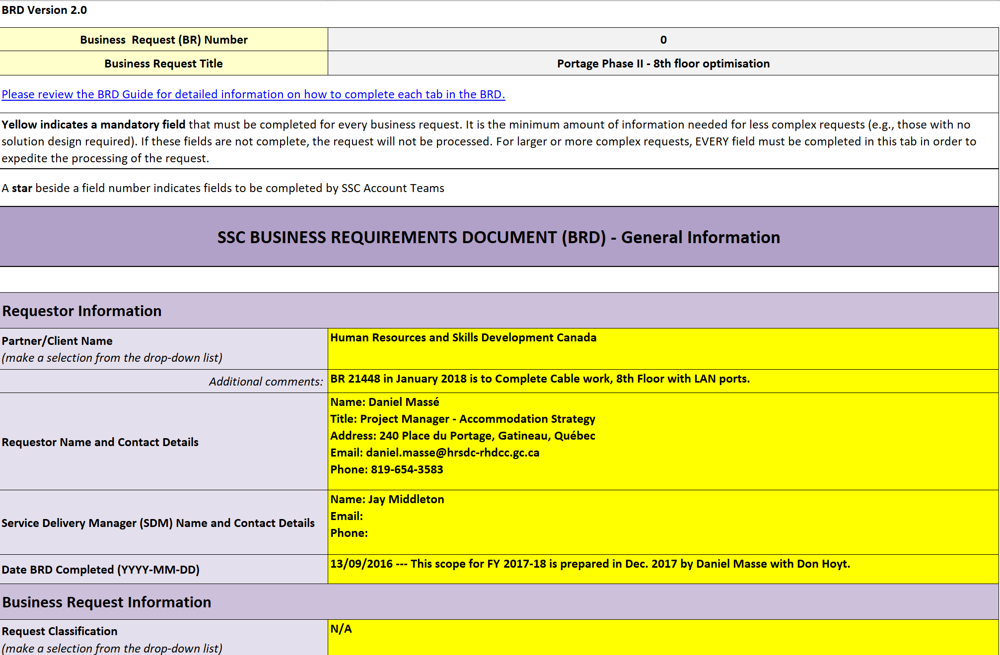 BRD Version 2.0
Business  Request (BR) Number
0
Business Request Title
Portage Phase II - 8th floor optimisation
Please review the BRD Guide for detailed information on how to complete each tab in the BRD.
Yellow indicates a mandatory field that must be completed for every business request. It is the minimum amount of information needed for less complex requests (e.g., those with no
solution design required). If these fields are not complete, the request will not be processed. For larger or more complex requests, EVERY field must be completed in this tab in order to
expedite the processing of the request.
A star beside a field number indicates fields to be completed by SSC Account Teams
SSC BUSINESS REQUIREMENTS DOCUMENT (BRD) - General Information
Requestor Information
Partner/Client Name
(make a selection from the drop-down list)
Human Resources and Skills Development Canada
Additional comments:
BR 21448 in January 2018 is to Complete Cable work, 8th Floor with LAN ports.
Requestor Name and Contact Details
Name: Daniel Massé
Title: Project Manager - Accommodation Strategy
Address: 240 Place du Portage, Gatineau, Québec
Email: daniel.masse@hrsdc-rhdcc.gc.ca
Phone: 819-654-3583
Service Delivery Manager (SDM) Name and Contact Details
Name: Jay Middleton
Email:
Phone:
Date BRD Completed (YYYY-MM-DD)
13/09/2016 --- This scope for FY 2017-18 is prepared in Dec. 2017 by Daniel Masse with Don Hoyt.
Business Request Information
Request Classification
(make a selection from the drop-down list)
N/A